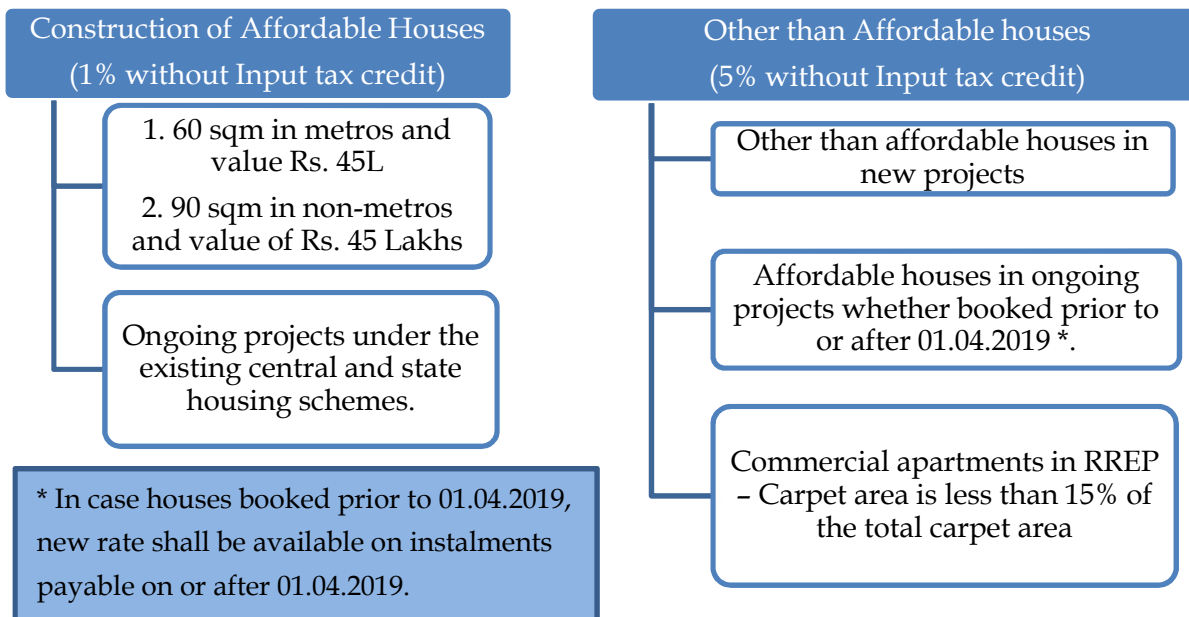 Construction of Affordable Houses
(1% without Input tax credit)
1. 60 sqm in metros and
value Rs. 45L
2. 90 sqm in non-metros
and value of Rs. 45 Lakhs
Ongoing projects under the
existing central and state
housing schemes.
* In case houses booked prior to 01.04.2019,
new rate shall be available on instalments
payable on or after 01.04.2019.
Other than Affordable houses
(5% without Input tax credit)
Other than affordable houses in
new projects
Affordable houses in ongoing
projects whether booked prior to
or after 01.04.2019 *.
Commercial apartments in RREP
– Carpet area is less than 15% of
the total carpet area